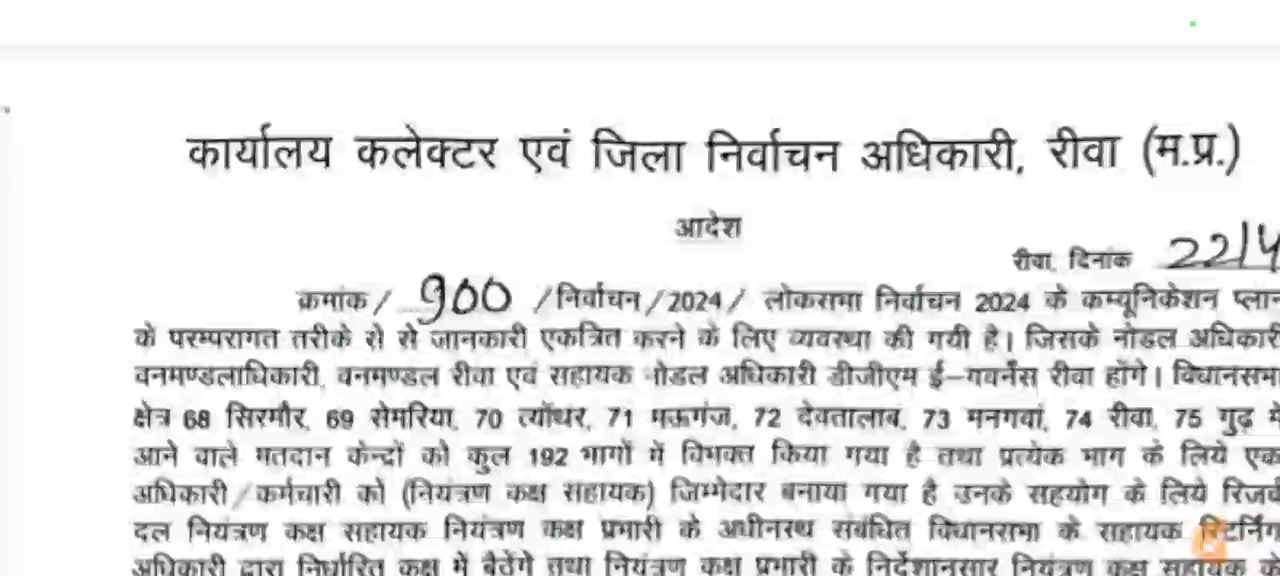 कार्यालय कलेक्टर एवं जिला निर्वाचन अधिकारी, रीवा (म.प्र.)
आदेश
रीवा, दिनांक 22/4
क्रमांक / 900 /निर्वाचन/2024/ लोकसभा निर्वाचन 2024 के कम्यूनिकेशन प्लान
के परम्परागत तरीके से से जानकारी एकत्रित करने के लिए व्यवस्था की गयी है। जिसके नोडल अधिकारी
वनमण्डलाधिकारी, वनमण्डल रीवा एवं सहायक नोडल अधिकारी डीजीएम ई-गवर्नेंस रीवा होंगे। विधानसभा
क्षेत्र 68 सिरमौर, 69 सेमरिया, 70 त्योंथर, 71 मऊगंज, 72 देवतालाब, 73 मनगवां, 74 रीवा, 75 गुढ़ में
आने वाले मतदान केन्द्रों को कुल 192 भागों में विभक्त किया गया है तथा प्रत्येक भाग के लिये एक
अधिकारी/कर्मचारी को (नियंत्रण कक्ष सहायक) जिम्मेदार बनाया गया है उनके सहयोग के लिये रिजर्व
दल नियंत्रण कक्ष सहायक नियंत्रण कक्ष प्रभारी के अधीनस्थ संबंधित विधानसभा के सहायक रिटर्निंग
अधिकारी द्वारा निर्धारित कक्ष में बैठेंगे तथा नियंत्रण कक्ष प्रभारी के निर्देशानुसार नियंत्रण कक्ष सहायक के